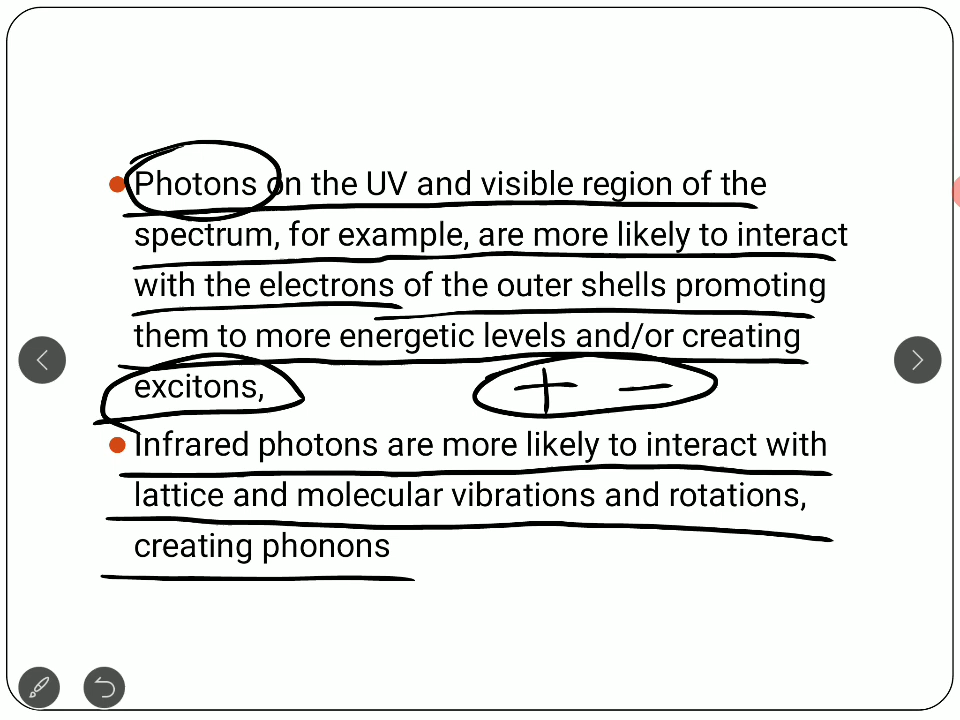 Photons on the UV and visible region of the
spectrum, for example, are more likely to interact
with the electrons of the outer shells promoting
them to more energetic levels and/or creating
excitons,
+ −
Infrared photons are more likely to interact with
lattice and molecular vibrations and rotations,
creating phonons